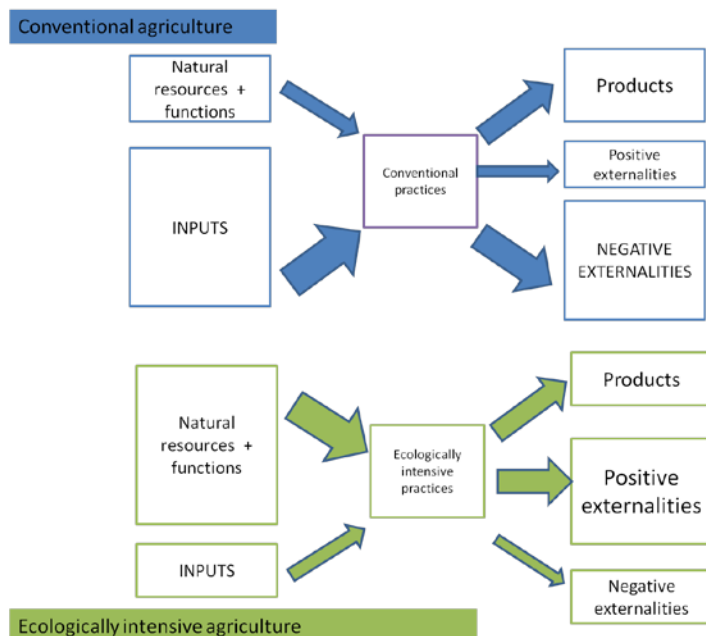 Conventional agriculture
Natural
resources +
functions
INPUTS
Conventional
practices
Products
Positive
externalities
NEGATIVE
EXTERNALITIES
Natural
resources +
functions
INPUTS
Ecologically
intensive
practices
Products
Positive
externalities
Negative
externalities
Ecologically intensive agriculture